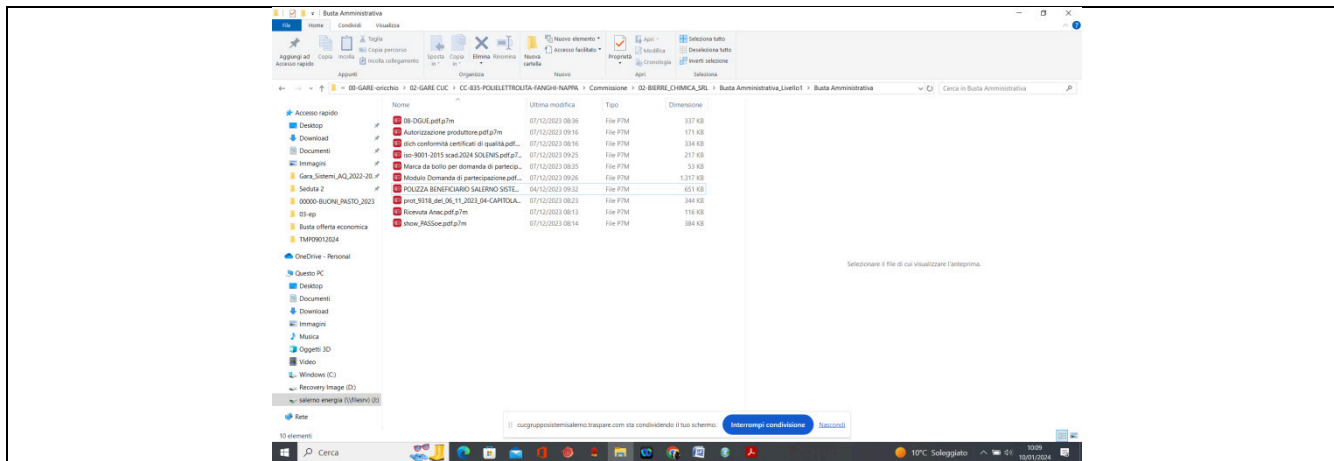 Busta Amministrativa
File Home Condividi Visualizza
Aggiungi ad Accesso rapido
Copia
Incolla
Taglia
Copia percorso
Incolla collegamento
Appunti
Sposta in
Copia in
Elimina
Rinomina
Organizza
Nuova cartella
Nuovo elemento
Accesso facilitato
Nuovo
Proprietà
Apri
Modifica
Cronologia
Apri
Seleziona tutto
Deseleziona tutto
Inverti selezione
Seleziona
00-GARE-oricchio > 02-GARE CUC > CC-835-POLIELETTROLITA-FANGHI-NAPPA > Commissione > 02-BIERRE_CHIMICA_SRL > Busta Amministrativa_Livello1 > Busta Amministrativa
Cerca in Busta Amministrativa
Accesso rapido
Desktop
Download
Documenti
Immagini
Gara_Sistemi_AQ_2022-20
Seduta 2
00000-BUONI_PASTO_2023
03-ep
Busta offerta economica
TMP09012024
OneDrive - Personal
Questo PC
Desktop
Documenti
Download
Immagini
Musica
Oggetti 3D
Video
Windows (C:)
Recovery Image (D:)
salerno energia (\\filesrv) (I:)
Rete
Nome Ultima modifica Tipo Dimensione
08-DGUE.pdf.p7m 07/12/2023 08:36 File P7M 337 KB
Autorizzazione produttore.pdf.p7m 07/12/2023 09:16 File P7M 171 KB
dich conformità certificati di qualità.pdf... 07/12/2023 08:16 File P7M 334 KB
iso-9001-2015 scad.2024 SOLENIS.pdf.p7... 07/12/2023 09:25 File P7M 217 KB
Marca da bollo per domanda di partecip... 07/12/2023 08:35 File P7M 53 KB
Modulo Domanda di partecipazione.pdf... 07/12/2023 09:26 File P7M 1.317 KB
POLIZZA BENEFICIARIO SALERNO SISTE... 04/12/2023 09:32 File P7M 651 KB
prot_9318_del_06_11_2023_04-CAPITOLA... 07/12/2023 08:23 File P7M 344 KB
Ricevuta Anac.pdf.p7m 07/12/2023 08:13 File P7M 116 KB
show_PASSoe.pdf.p7m 07/12/2023 08:14 File P7M 384 KB
Selezionare il file di cui visualizzare l'anteprima.
10 elementi
cucgrupposistemisalerno.traspare.com sta condividendo il tuo schermo.
Interrompi condivisione
Nascondi
Cerca
10°C Soleggiato
10:09
10/01/2024